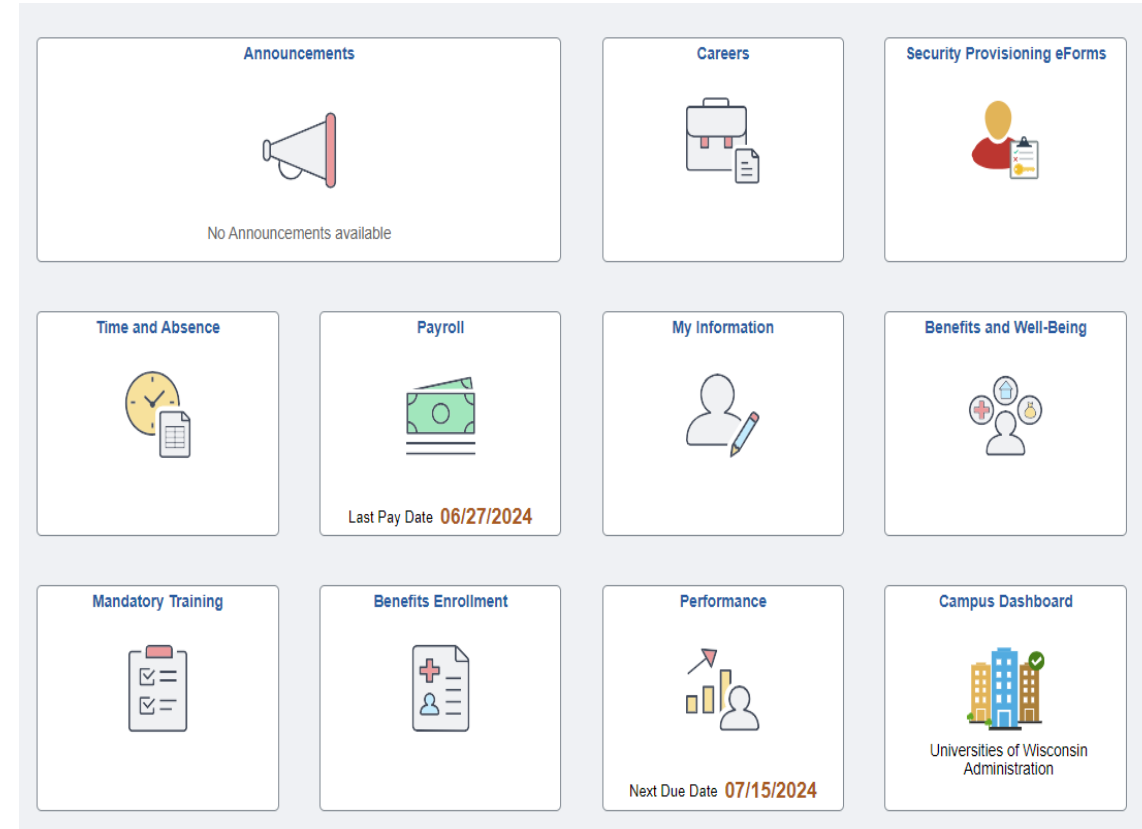 Announcements
No Announcements available
Careers
Security Provisioning eForms
Time and Absence
Payroll
Last Pay Date 06/27/2024
My Information
Benefits and Well-Being
Mandatory Training
Benefits Enrollment
Performance
Next Due Date 07/15/2024
Campus Dashboard
Universities of Wisconsin
Administration